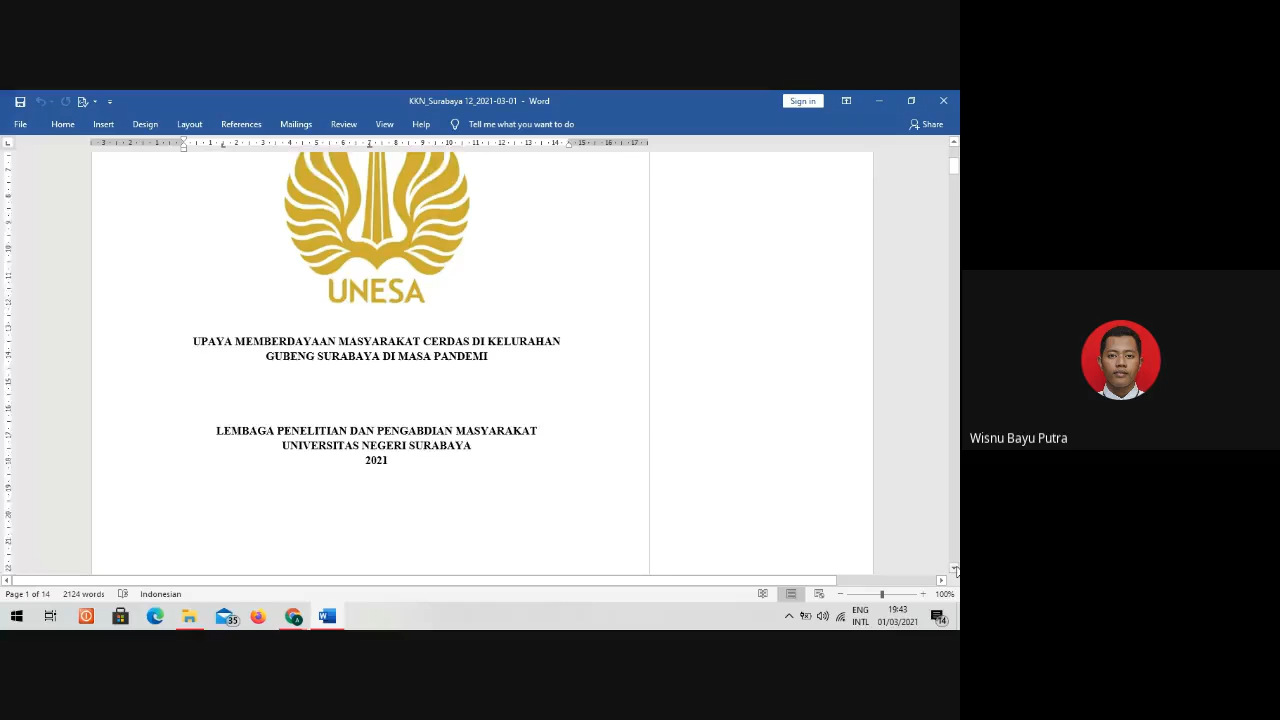 KKN_Surabaya 12_2021-03-01 - Word
Sign in
File Home Insert Design Layout References Mailings Review View Help Tell me what you want to do Share
UNESA
UPAYA MEMBERDAYAAN MASYARAKAT CERDAS DI KELURAHAN
GUBENG SURABAYA DI MASA PANDEMI
LEMBAGA PENELITIAN DAN PENGABDIAN MASYARAKAT
UNIVERSITAS NEGERI SURABAYA
2021
Wisnu Bayu Putra
Page 1 of 14 2124 words Indonesian 100%
35
ENG 19:43
INTL 01/03/2021
14